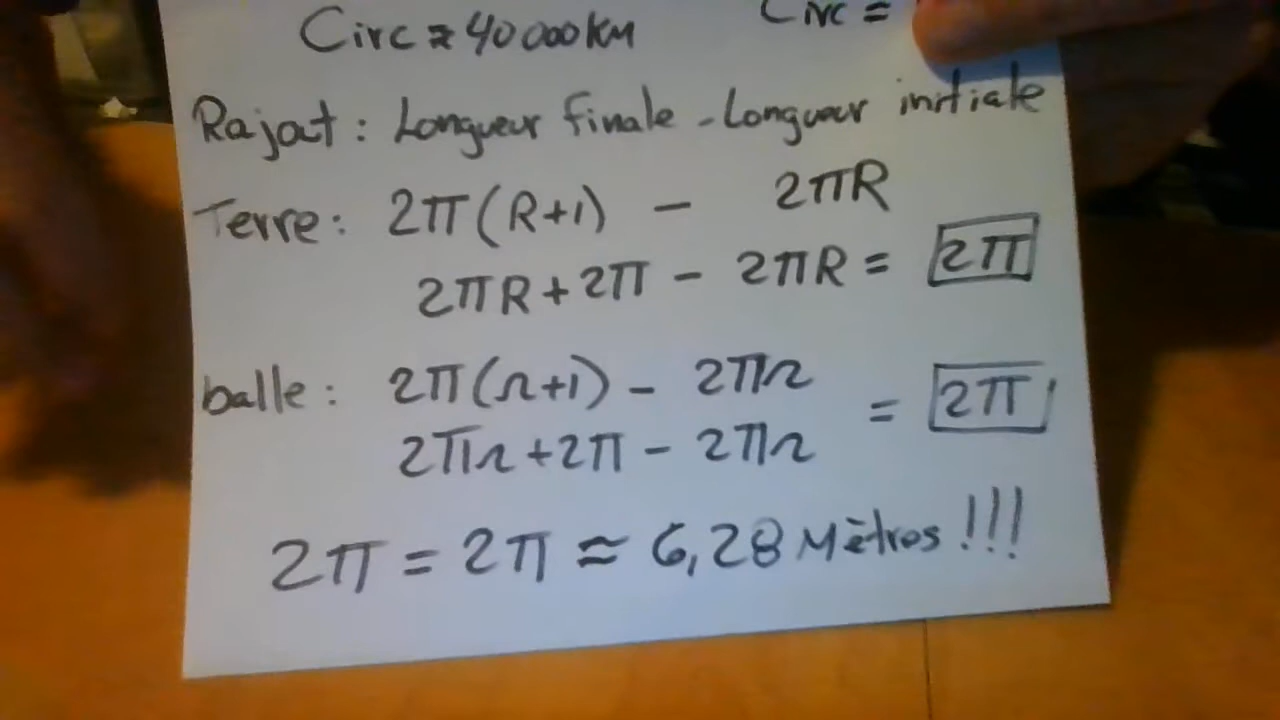 Circ ≈ 40 000 km Circ =
Rajout : Longueur finale - Longueur initiale
Terre : 2π(R+1) - 2πR
2πR + 2π - 2πR = 2π
balle : 2π(r+1) - 2πr
2πr + 2π - 2πr = 2π
2π = 2π ≈ 6,28 Mètres !!!